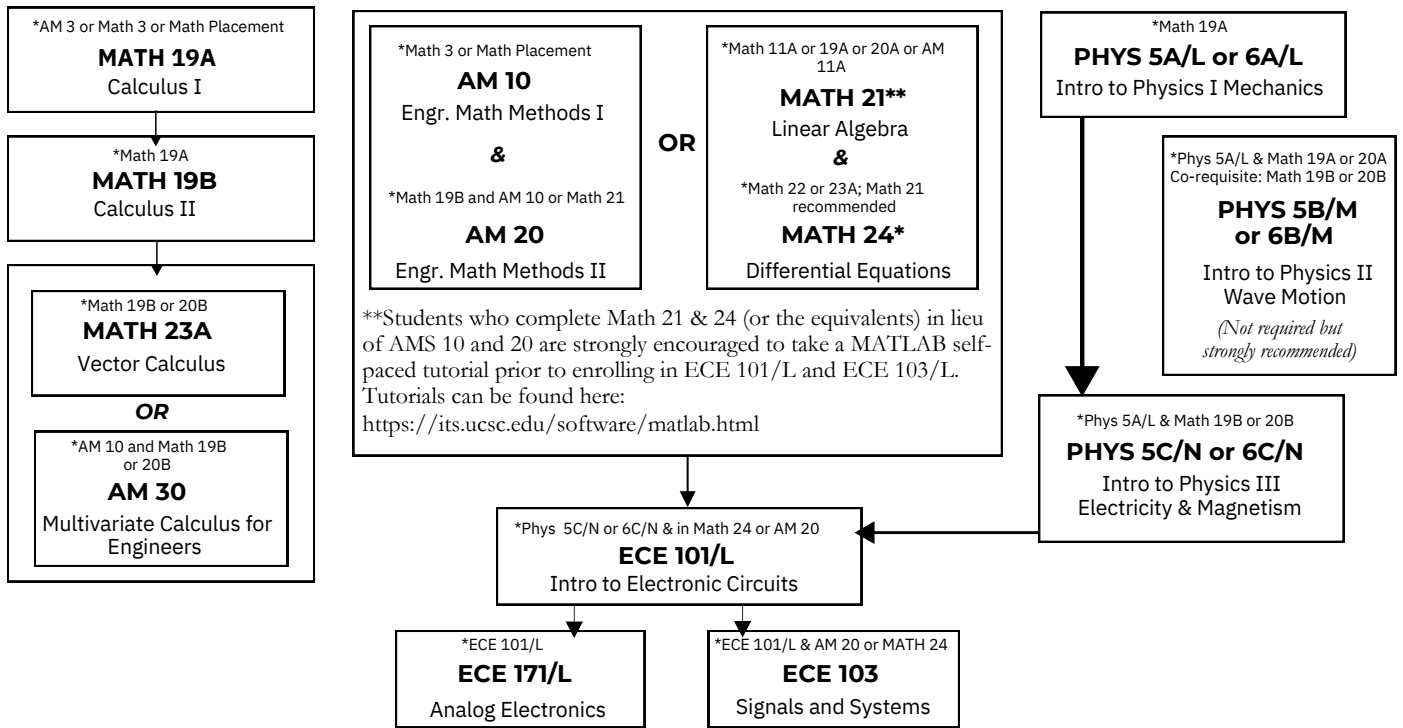 *AM 3 or Math 3 or Math Placement
MATH 19A
Calculus I
*Math 19A
MATH 19B
Calculus II
*Math 19B or 20B
MATH 23A
Vector Calculus
OR
*AM 10 and Math 19B
or 20B
AM 30
Multivariate Calculus for
Engineers
*Math 3 or Math Placement
AM 10
Engr. Math Methods I
&
*Math 19B and AM 10 or Math 21
AM 20
Engr. Math Methods II
OR
*Math 11A or 19A or 20A or AM
11A
MATH 21**
Linear Algebra
&
*Math 22 or 23A; Math 21
recommended
MATH 24*
Differential Equations
**Students who complete Math 21 & 24 (or the equivalents) in lieu
of AMS 10 and 20 are strongly encouraged to take a MATLAB self-
paced tutorial prior to enrolling in ECE 101/L and ECE 103/L.
Tutorials can be found here:
https://its.ucsc.edu/software/matlab.html
*Math 19A
PHYS 5A/L or 6A/L
Intro to Physics I Mechanics
*Phys 5A/L & Math 19A or 20A
Co-requisite: Math 19B or 20B
PHYS 5B/M
or 6B/M
Intro to Physics II
Wave Motion
(Not required but
strongly recommended)
*Phys 5A/L & Math 19B or 20B
PHYS 5C/N or 6C/N
Intro to Physics III
Electricity & Magnetism
*Phys 5C/N or 6C/N & in Math 24 or AM 20
ECE 101/L
Intro to Electronic Circuits
*ECE 101/L
ECE 171/L
Analog Electronics
*ECE 101/L & AM 20 or MATH 24
ECE 103
Signals and Systems